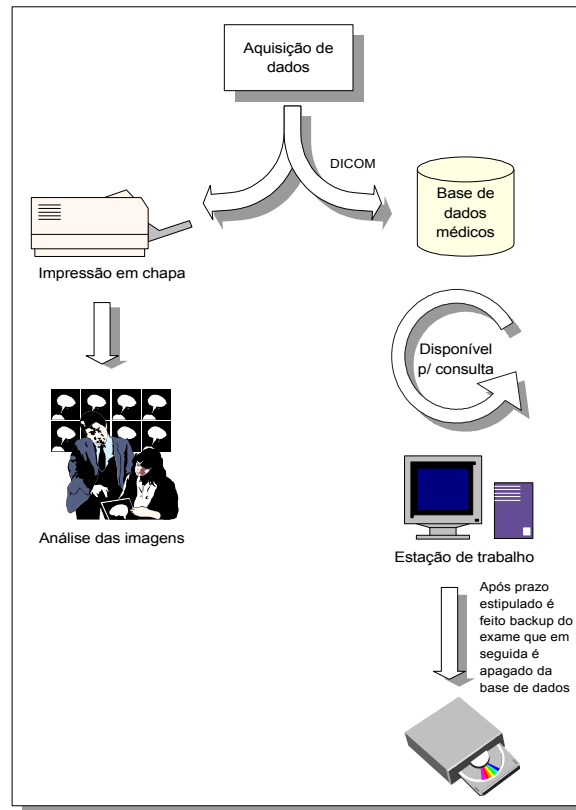 Aquisição de
dados
DICOM
Base de
dados
médicos
Impressão em chapa
Disponível
p/ consulta
Análise das imagens
Estação de trabalho
Após prazo
estipulado é
feito backup do
exame que em
seguida é
apagado da
base de dados